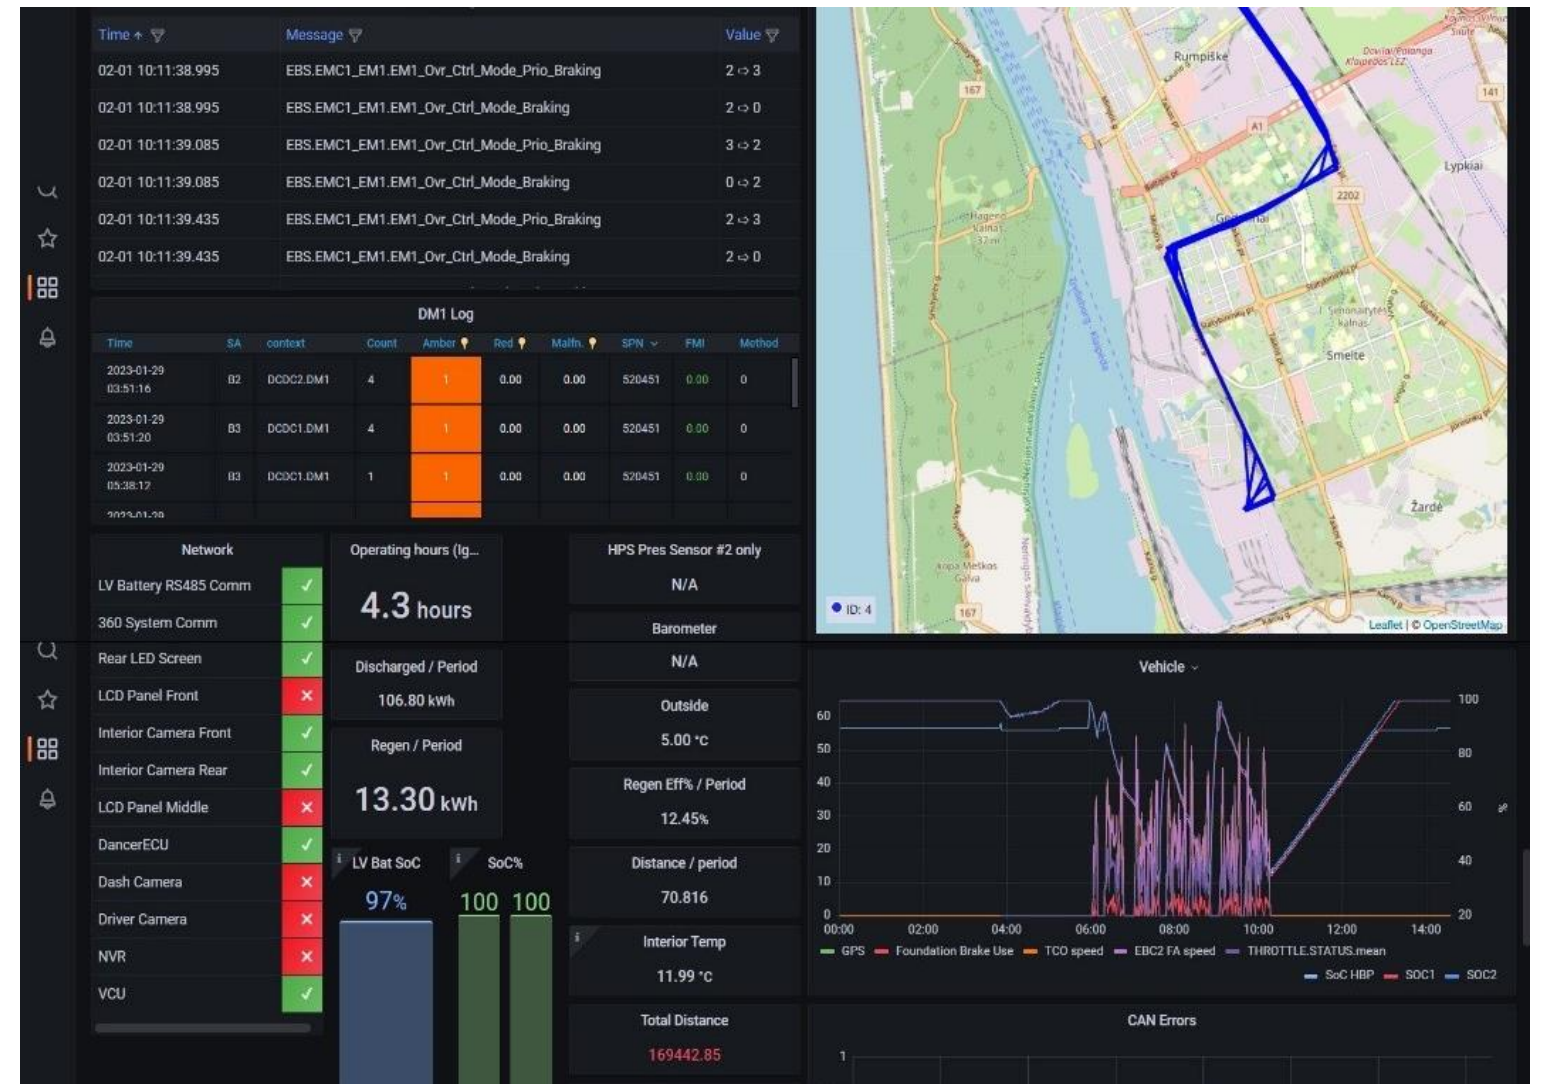 Time
Message
Value
02-01 10:11:38.995 EBS.EMC1_EM1.EM1_Ovr_Ctrl_Mode_Prio_Braking 2 ⇨ 3
02-01 10:11:38.995 EBS.EMC1_EM1.EM1_Ovr_Ctrl_Mode_Braking 2 ⇨ 0
02-01 10:11:39.085 EBS.EMC1_EM1.EM1_Ovr_Ctrl_Mode_Prio_Braking 3 ⇨ 2
02-01 10:11:39.085 EBS.EMC1_EM1.EM1_Ovr_Ctrl_Mode_Braking 0 ⇨ 2
02-01 10:11:39.435 EBS.EMC1_EM1.EM1_Ovr_Ctrl_Mode_Prio_Braking 2 ⇨ 3
02-01 10:11:39.435 EBS.EMC1_EM1.EM1_Ovr_Ctrl_Mode_Braking 2 ⇨ 0
DM1 Log
Time SA context Count Amber Red Malfn. SPN FMI Method
2023-01-29
03:51:16
B2 DCDC2.DM1 4 1 0.00 0.00 520451 0.00 0
2023-01-29
03:51:20
B3 DCDC1.DM1 4 1 0.00 0.00 520451 0.00 0
2023-01-29
05:38:12
B3 DCDC1.DM1 1 1 0.00 0.00 520451 0.00 0
2023-01-29
Network
LV Battery RS485 Comm
360 System Comm
Rear LED Screen
LCD Panel Front
Interior Camera Front
Interior Camera Rear
LCD Panel Middle
DancerECU
Dash Camera
Driver Camera
NVR
VCU
Operating hours (Ig...
4.3 hours
Discharged / Period
106.80 kWh
Regen / Period
13.30 kWh
LV Bat SoC
97%
SoC%
100 100
HPS Pres Sensor #2 only
N/A
Barometer
N/A
Outside
5.00 °C
Regen Eff% / Period
12.45%
Distance / period
70.816
Interior Temp
11.99 °C
Total Distance
169442.85
Rumpiškė
167
141
A1
Lypkiai
2202
Hageno
kalnas
37m
Smeltė
Žardė
Kopa Meškos
Galva
167
ID: 4
Leaflet | © OpenStreetMap
Vehicle
60
50
40
30
20
10
0
100
80
60
40
20
%
00:00 02:00 04:00 06:00 08:00 10:00 12:00 14:00
GPS Foundation Brake Use TCO speed EBC2 FA speed THROTTLE.STATUS.mean
SoC HBP SOC1 SOC2
CAN Errors
1